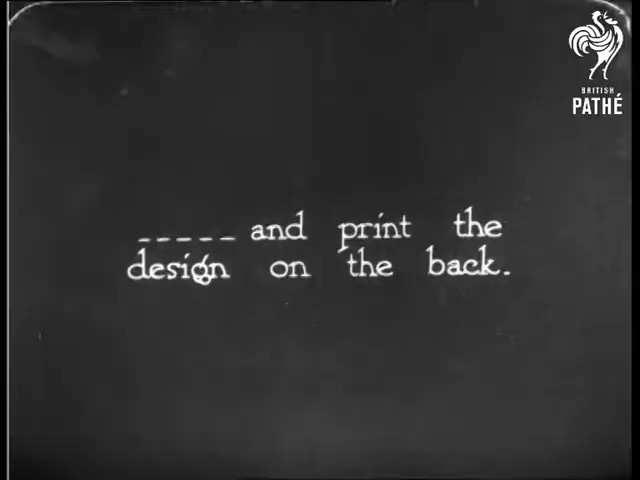 BRITISH
PATHÉ
_ _ _ _ _ and print the
design on the back.